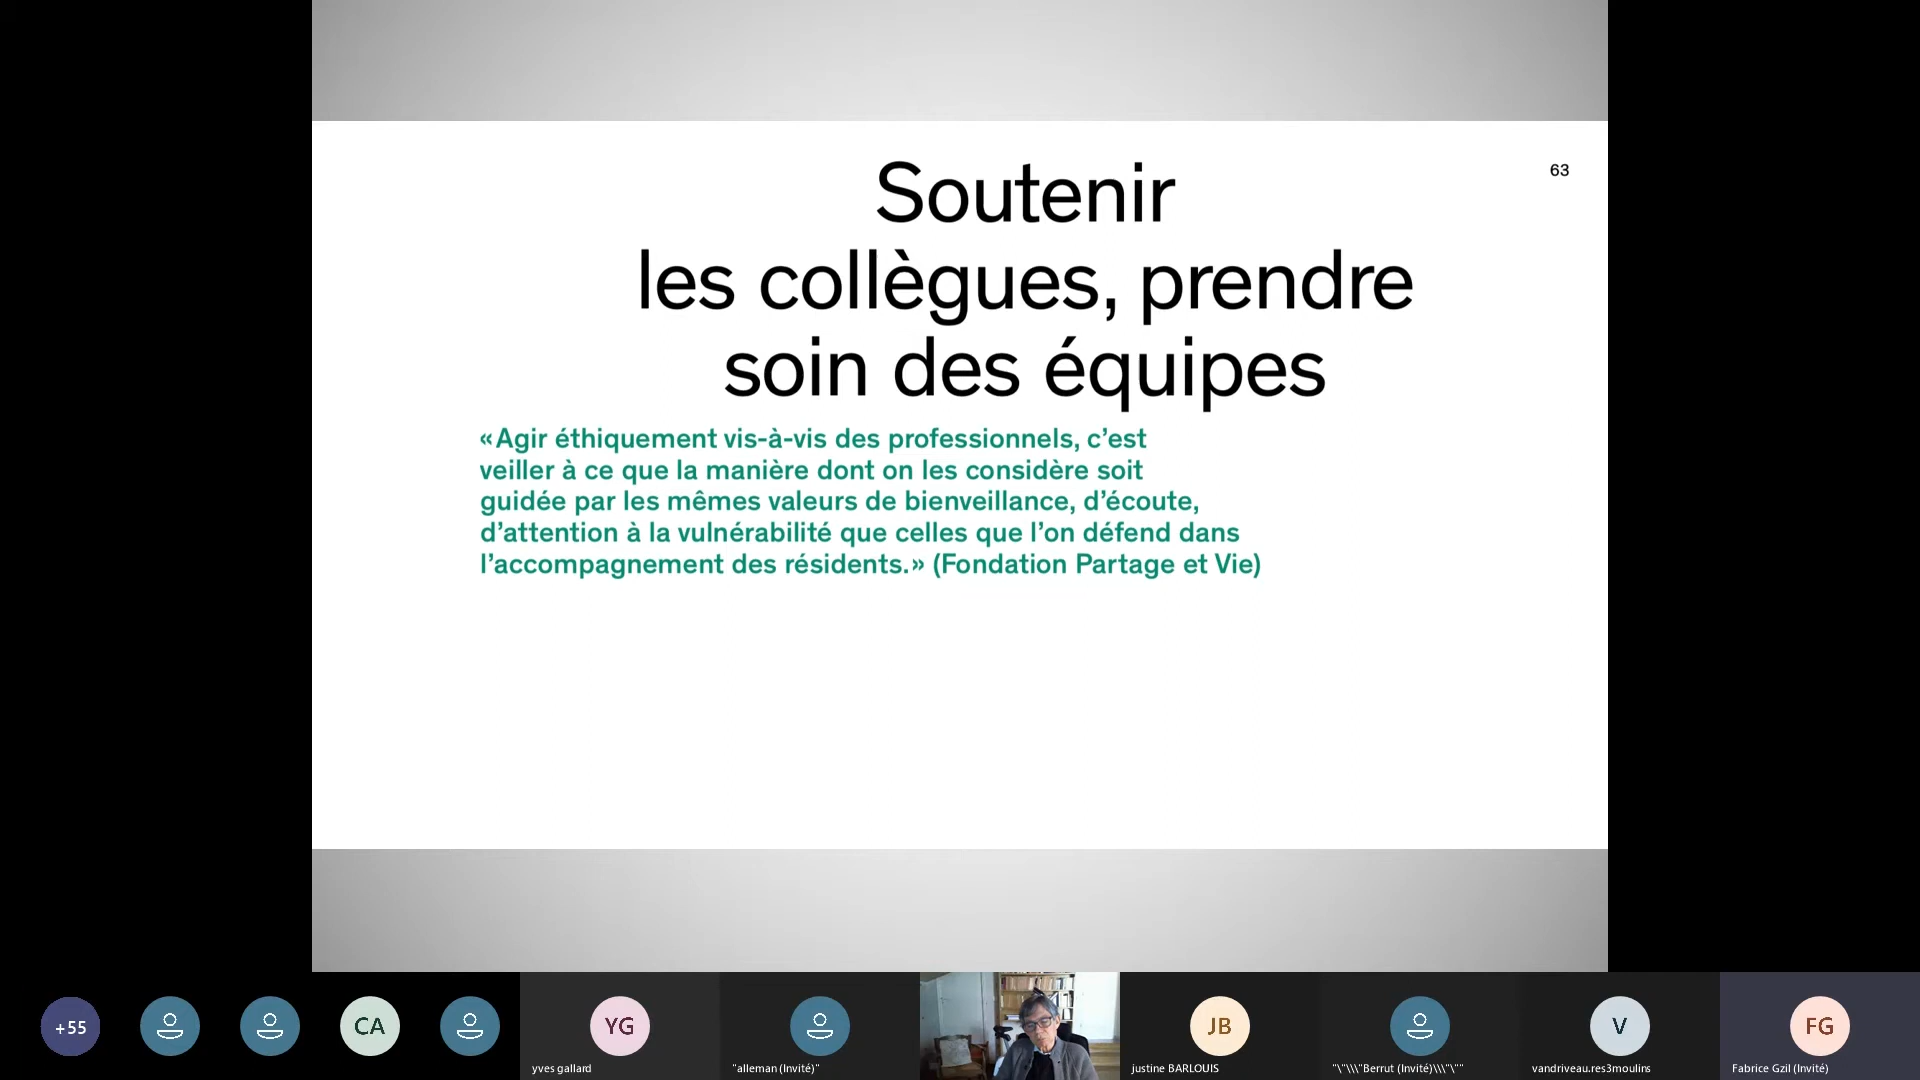 63
Soutenir
les collègues, prendre
soin des équipes
«Agir éthiquement vis-à-vis des professionnels, c’est
veiller à ce que la manière dont on les considère soit
guidée par les mêmes valeurs de bienveillance, d’écoute,
d’attention à la vulnérabilité que celles que l’on défend dans
l’accompagnement des résidents.» (Fondation Partage et Vie)
+55
CA
YG
JB
V
FG
yves gallard
"alleman (Invité)"
justine BARLOUIS
"\"\\\"Berrut (Invité)\\\"\""
vandriveau.res3moulins
Fabrice Gzil (Invité)